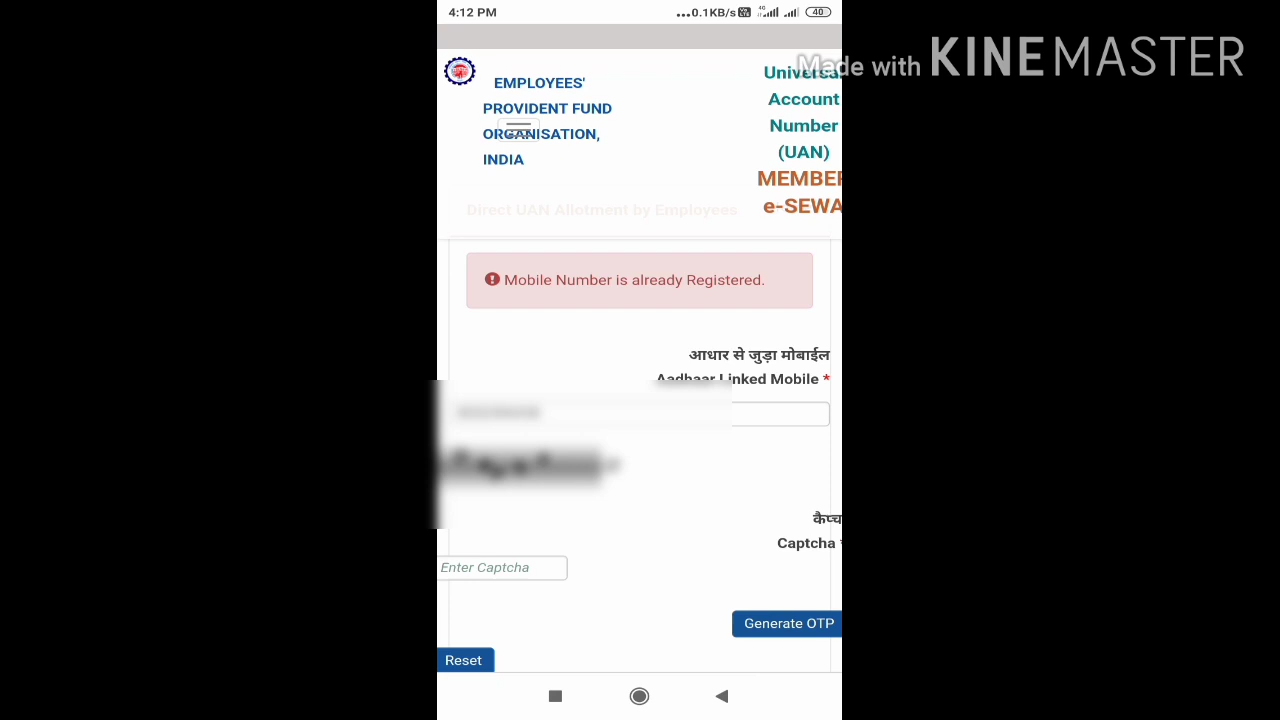 4:12 PM
...0.1KB/s
4G
40
Made with KINEMASTER
EMPLOYEES'
PROVIDENT FUND
ORGANISATION,
INDIA
Universal
Account
Number
(UAN)
MEMBER
e-SEWA
Direct UAN Allotment by Employees
Mobile Number is already Registered.
आधार से जुड़ा मोबाईल
Aadhaar Linked Mobile *
कैप्च
Captcha *
Enter Captcha
Generate OTP
Reset